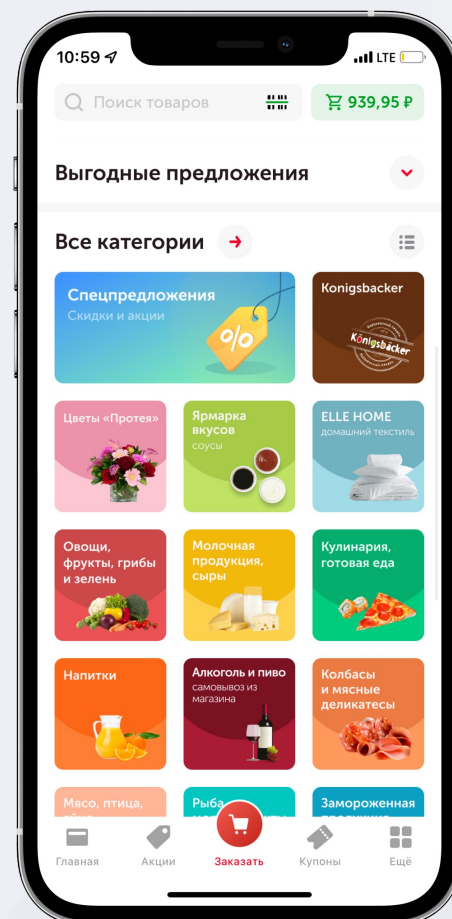 10:59
LTE
Поиск товаров
939,95 ₽
Выгодные предложения
Все категории
Спецпредложения
Скидки и акции
%
Konigsbacker
Königsbäcker
Цветы «Протея»
Ярмарка
вкусов
соусы
ELLE HOME
домашний текстиль
Овощи,
фрукты, грибы
и зелень
Молочная
продукция,
сыры
Кулинария,
готовая еда
Напитки
Алкоголь и пиво
самовывоз из
магазина
Колбасы
и мясные
деликатесы
Мясо, птица,
Рыба,
Замороженная
Главная
Акции
Заказать
Купоны
Ещё